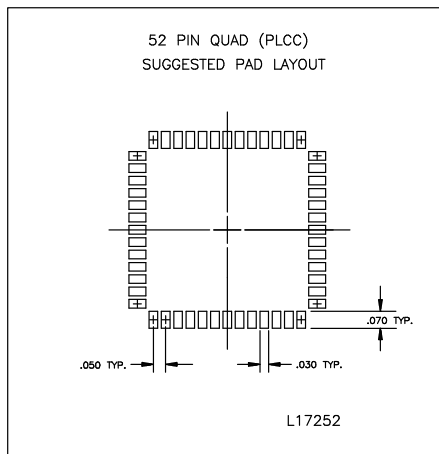 52 PIN QUAD (PLCC)
SUGGESTED PAD LAYOUT
.070 TYP.
.050 TYP.
.030 TYP.
L17252